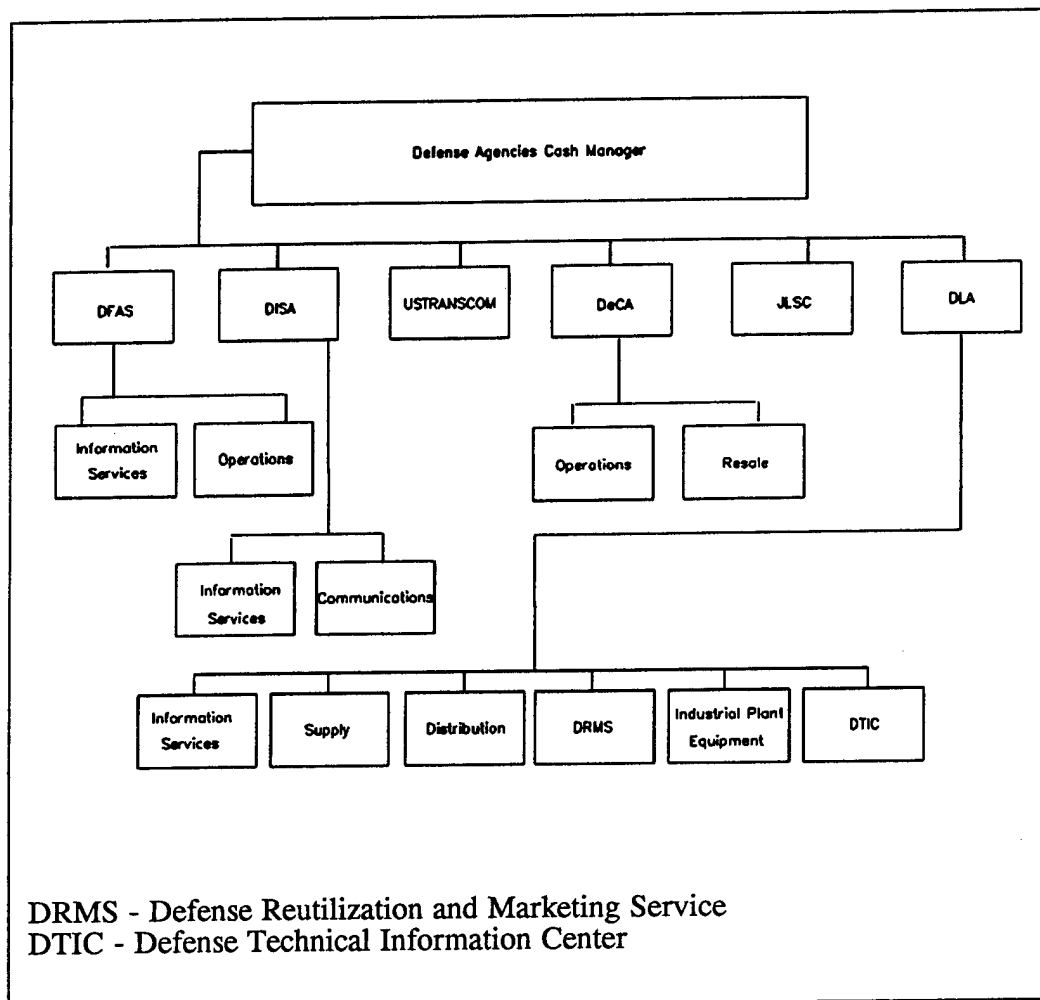 Defense Agencies Cash Manager
DFAS
DISA
USTRANSCOM
DeCA
JLSC
DLA
Information
Services
Operations
Operations
Resale
Information
Services
Communications
Information
Services
Supply
Distribution
DRMS
Industrial Plant
Equipment
DTIC
DRMS - Defense Reutilization and Marketing Service
DTIC - Defense Technical Information Center